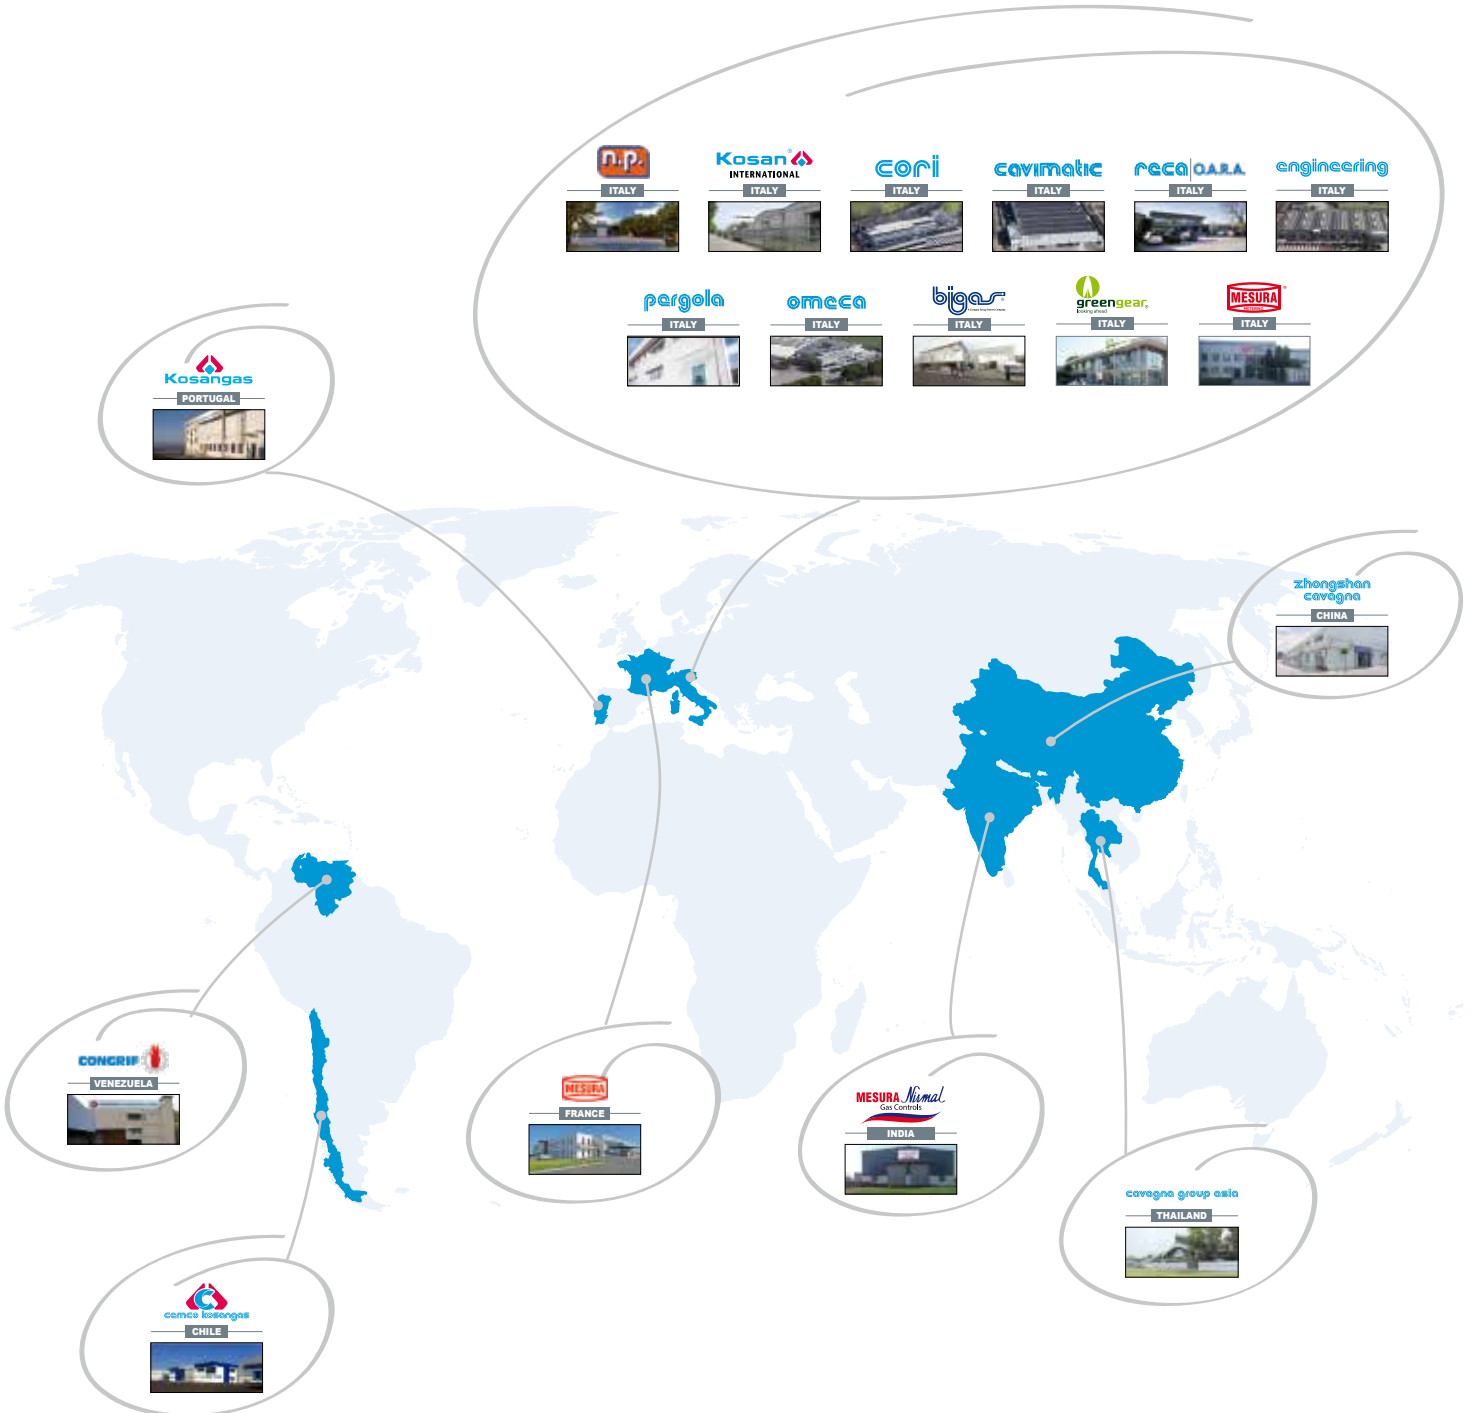 n.p.
ITALY
Kosan®
INTERNATIONAL
ITALY
cori
ITALY
cavimatic
ITALY
reca O.A.R.A.
ITALY
engineering
ITALY
pergola
ITALY
omeca
ITALY
bigas
ITALY
greengear
looking ahead
ITALY
MESURA
ITALY
Kosangas
PORTUGAL
zhongshan
cavagna
CHINA
CONGRIF
VENEZUELA
MESURA
FRANCE
MESURA Nirmal
Gas Controls
INDIA
cavagna group asia
THAILAND
C
cemco kosangas
CHILE